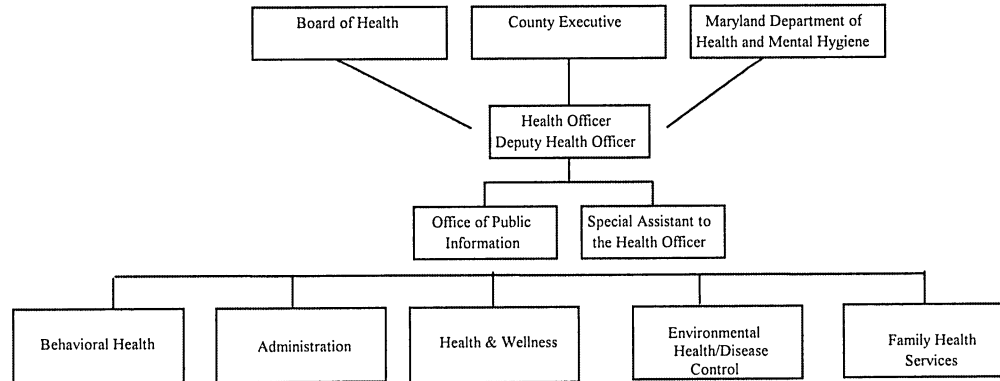 Board of Health
County Executive
Maryland Department of
Health and Mental Hygiene
Health Officer
Deputy Health Officer
Office of Public
Information
Special Assistant to
the Health Officer
Behavioral Health
Administration
Health & Wellness
Environmental
Health/Disease
Control
Family Health
Services